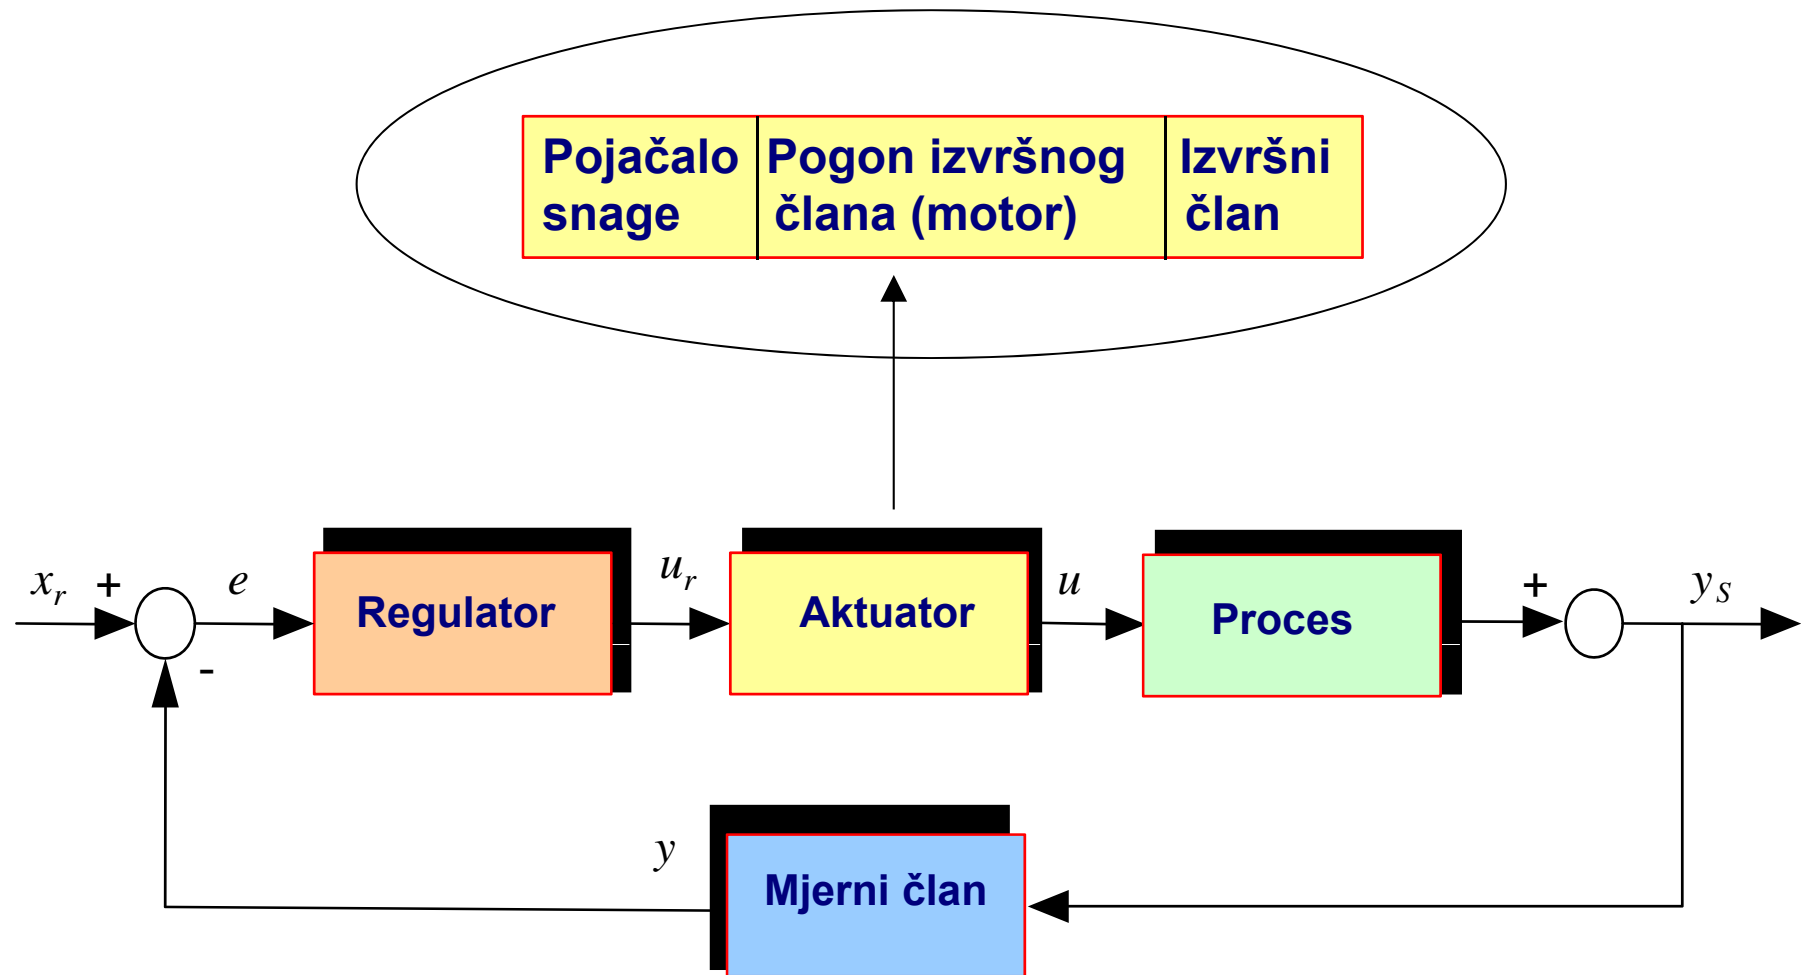 Pojačalo snage
Pogon izvršnog člana (motor)
Izvršni član
x_r
+
-
e
Regulator
u_r
Aktuator
u
Proces
+
y_S
y
Mjerni član